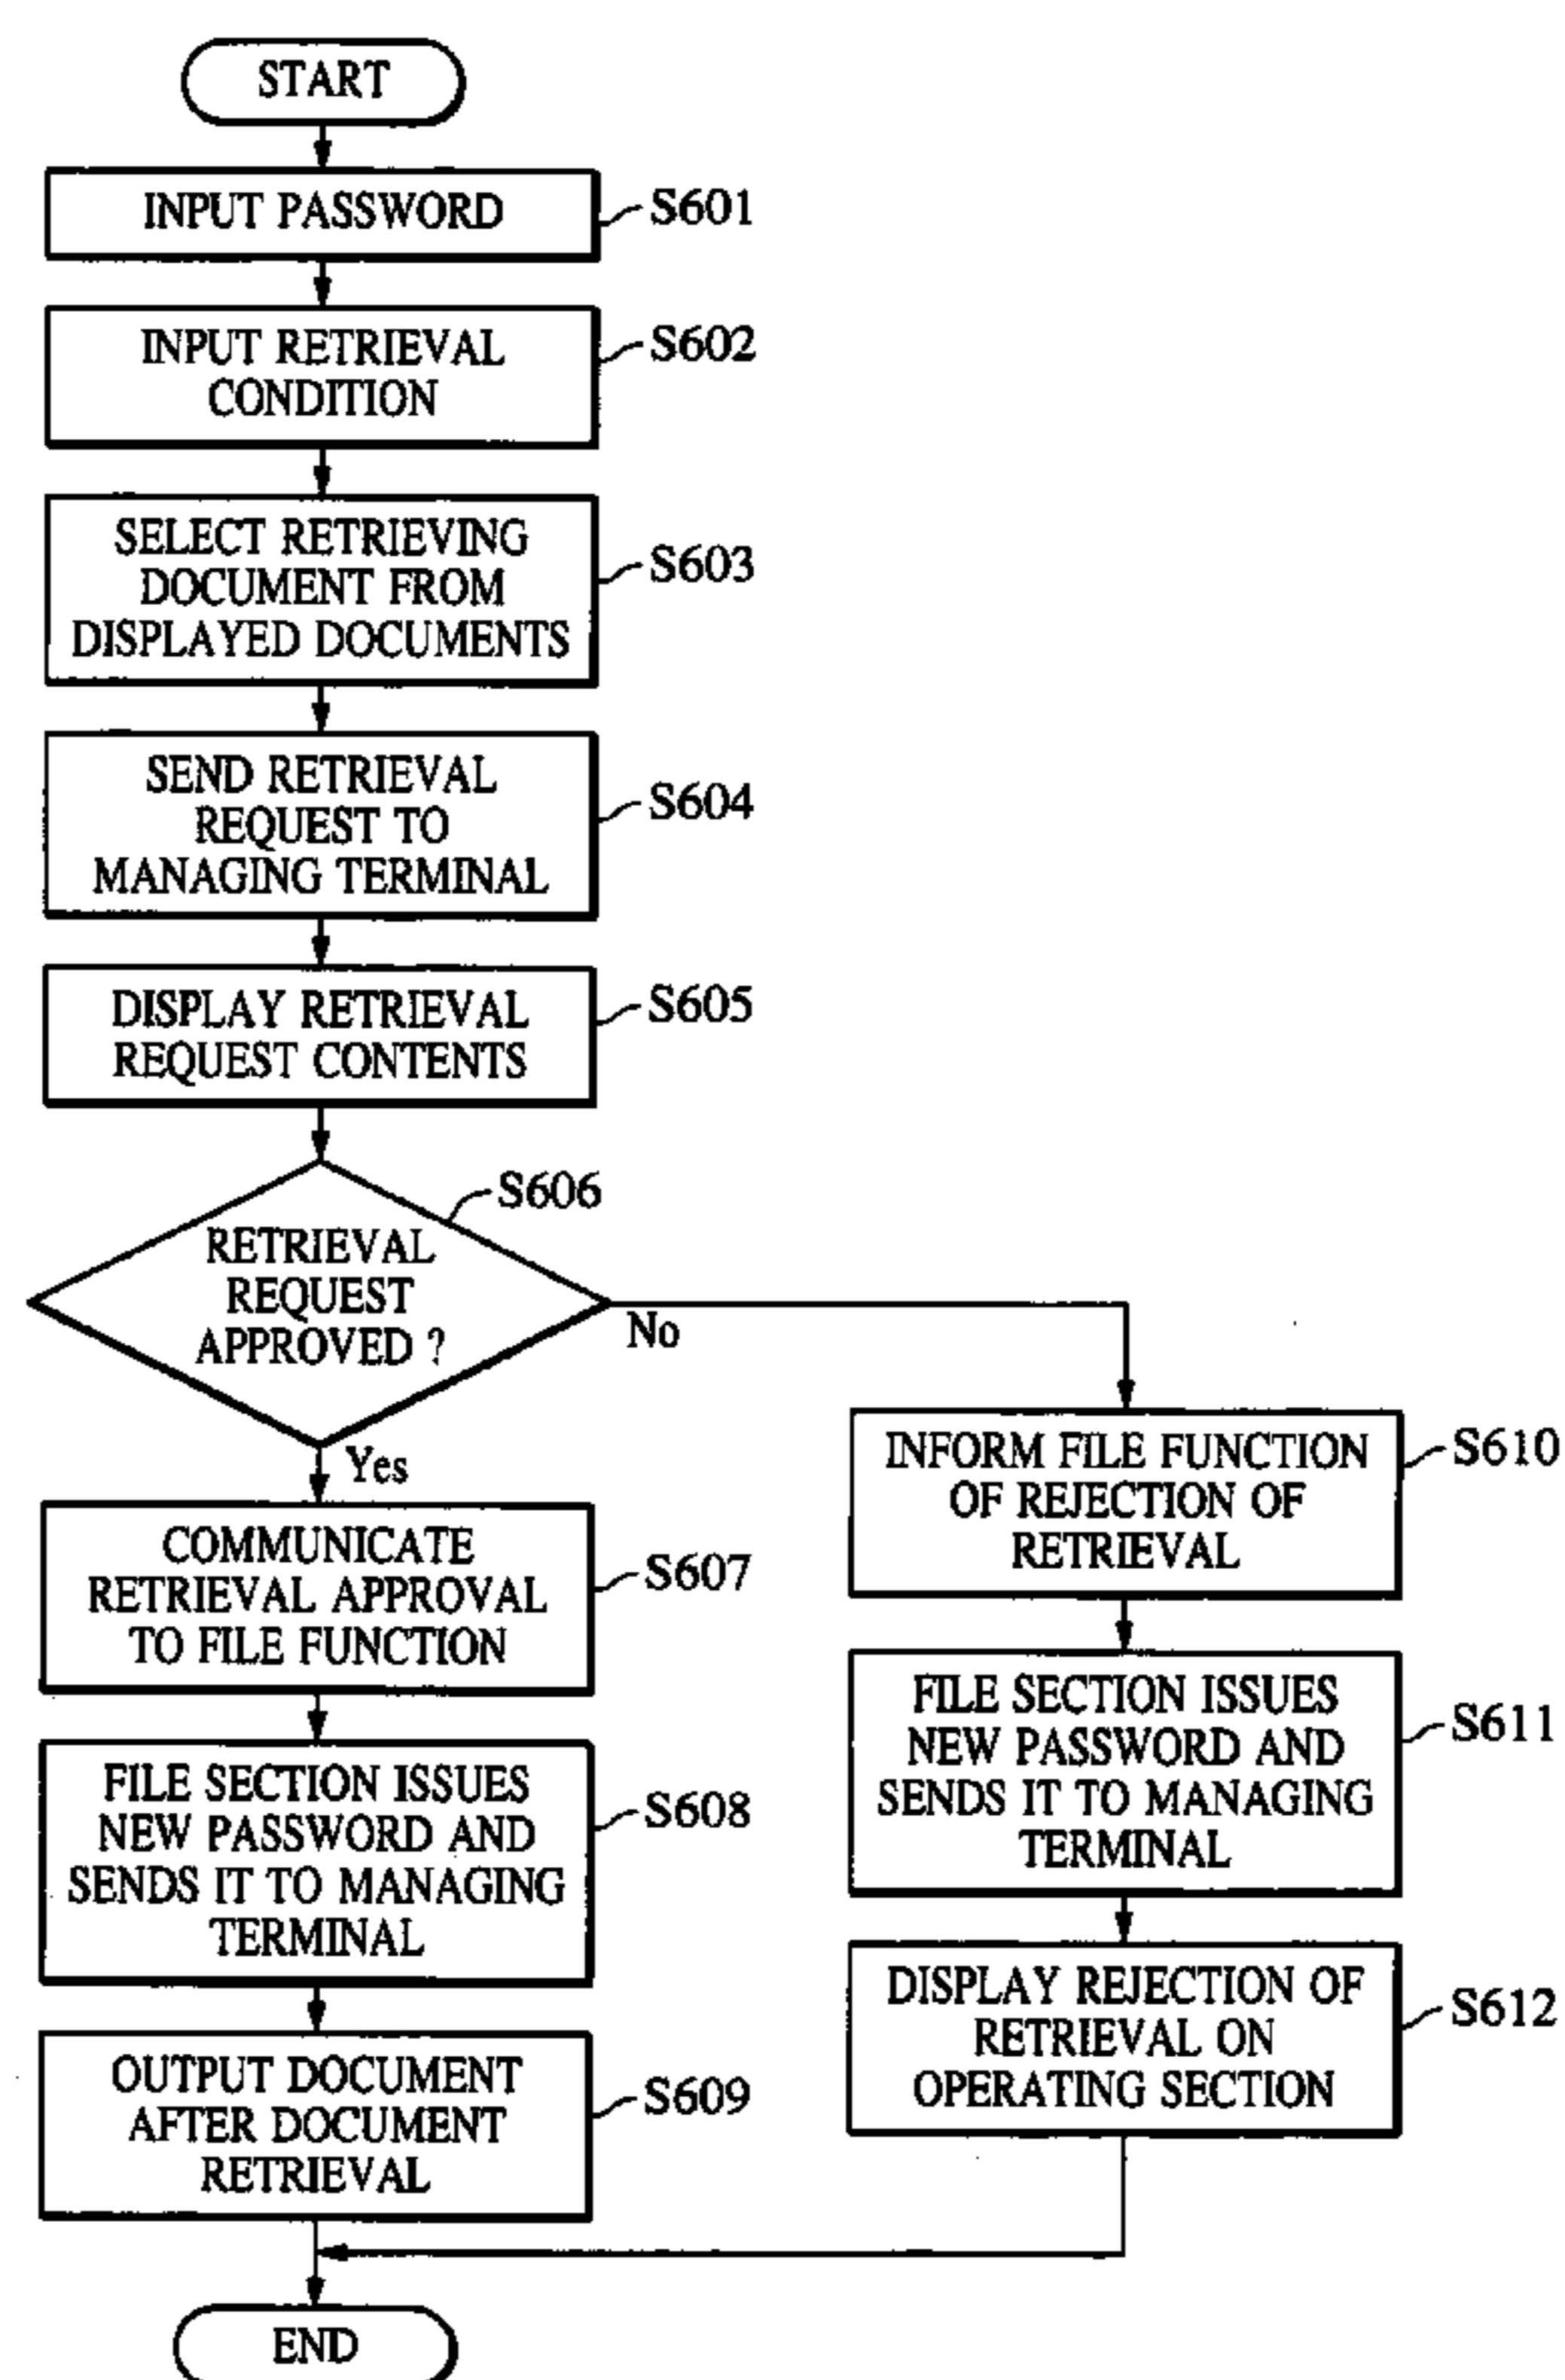 START
INPUT PASSWORD
S601
INPUT RETRIEVAL
CONDITION
S602
SELECT RETRIEVING
DOCUMENT FROM
DISPLAYED DOCUMENTS
S603
SEND RETRIEVAL
REQUEST TO
MANAGING TERMINAL
S604
DISPLAY RETRIEVAL
REQUEST CONTENTS
S605
S606
RETRIEVAL
REQUEST
APPROVED ?
No
Yes
COMMUNICATE
RETRIEVAL APPROVAL
TO FILE FUNCTION
S607
FILE SECTION ISSUES
NEW PASSWORD AND
SENDS IT TO MANAGING
TERMINAL
S608
OUTPUT DOCUMENT
AFTER DOCUMENT
RETRIEVAL
S609
INFORM FILE FUNCTION
OF REJECTION OF
RETRIEVAL
S610
FILE SECTION ISSUES
NEW PASSWORD AND
SENDS IT TO MANAGING
TERMINAL
S611
DISPLAY REJECTION OF
RETRIEVAL ON
OPERATING SECTION
S612
END